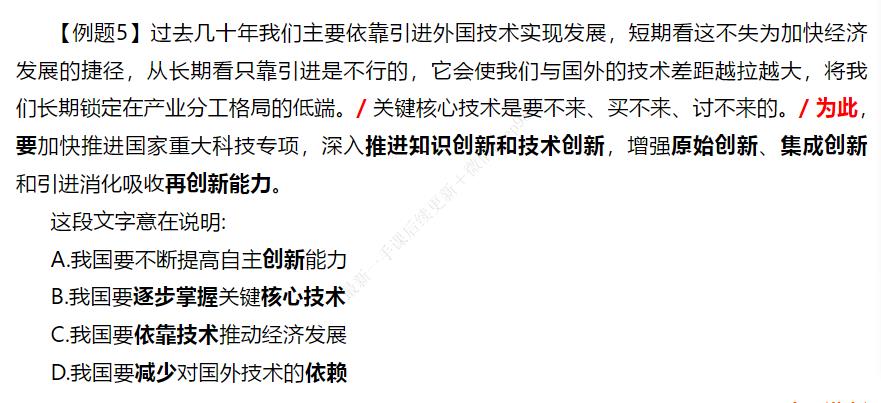 【例题5】过去几十年我们主要依靠引进外国技术实现发展，短期看这不失为加快经济
发展的捷径，从长期看只靠引进是不行的，它会使我们与国外的技术差距越拉越大，将我
们长期锁定在产业分工格局的低端。/ 关键核心技术是要不来、买不来、讨不来的。/ 为此，
要加快推进国家重大科技专项，深入推进知识创新和技术创新，增强原始创新、集成创新
和引进消化吸收再创新能力。
这段文字意在说明:
A.我国要不断提高自主创新能力
B.我国要逐步掌握关键核心技术
C.我国要依靠技术推动经济发展
D.我国要减少对国外技术的依赖
最新一手课后续更新十微